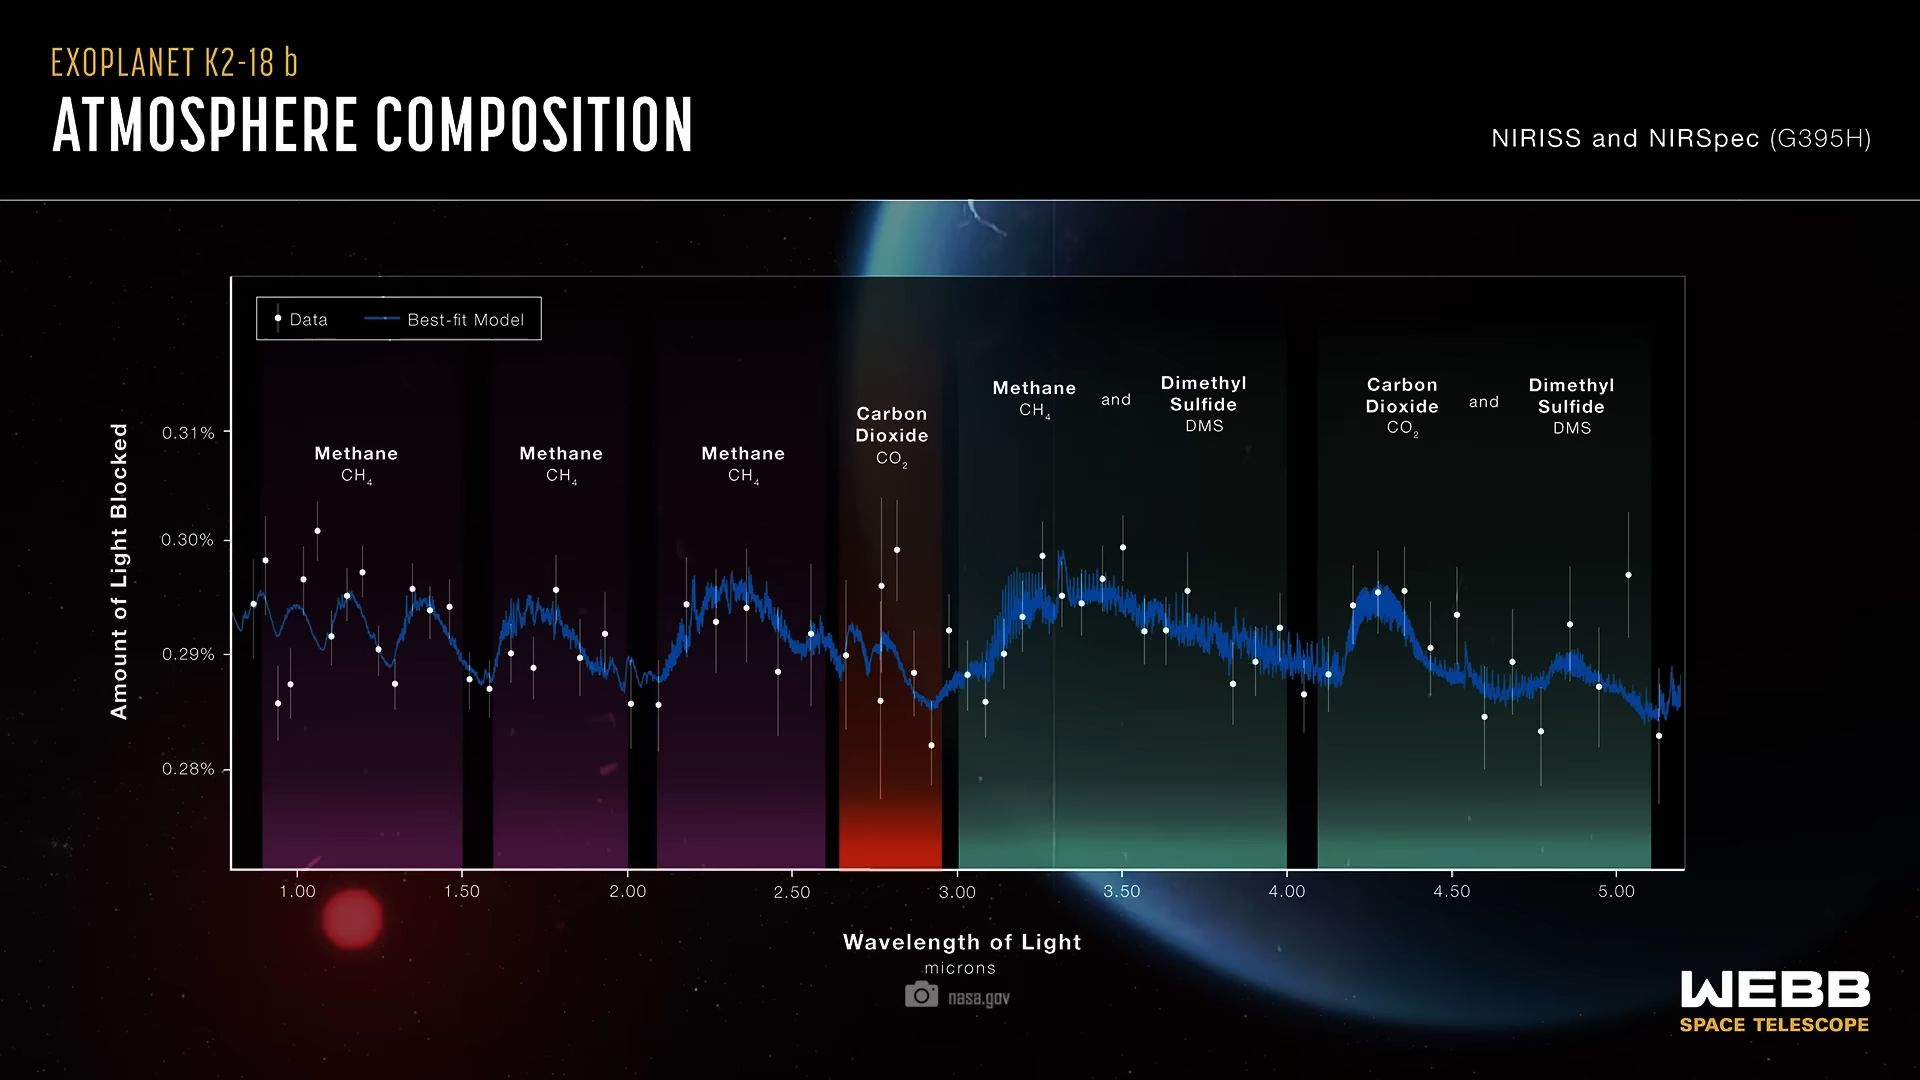 EXOPLANET K2-18 b
ATMOSPHERE COMPOSITION
NIRISS and NIRSpec (G395H)
Data
Best-fit Model
Amount of Light Blocked
0.31%
0.30%
0.29%
0.28%
Methane
CH₄
Methane
CH₄
Methane
CH₄
Carbon
Dioxide
CO₂
Methane
CH₄
and
Dimethyl
Sulfide
DMS
Carbon
Dioxide
CO₂
and
Dimethyl
Sulfide
DMS
1.00 1.50 2.00 2.50 3.00 3.50 4.00 4.50 5.00
Wavelength of Light
microns
nasa.gov
WEBB
SPACE TELESCOPE